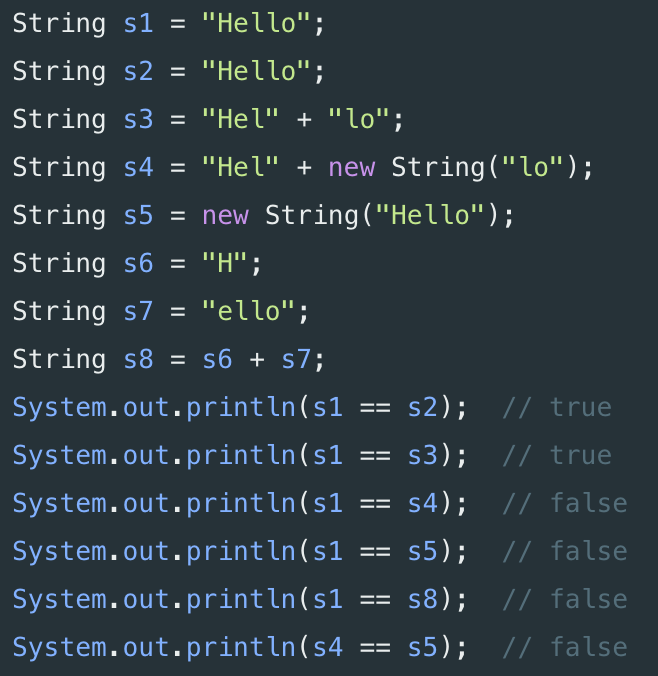 String s1 = "Hello";
String s2 = "Hello";
String s3 = "Hel" + "lo";
String s4 = "Hel" + new String("lo");
String s5 = new String("Hello");
String s6 = "H";
String s7 = "ello";
String s8 = s6 + s7;
System.out.println(s1 == s2);  // true
System.out.println(s1 == s3);  // true
System.out.println(s1 == s4);  // false
System.out.println(s1 == s5);  // false
System.out.println(s1 == s8);  // false
System.out.println(s4 == s5);  // false